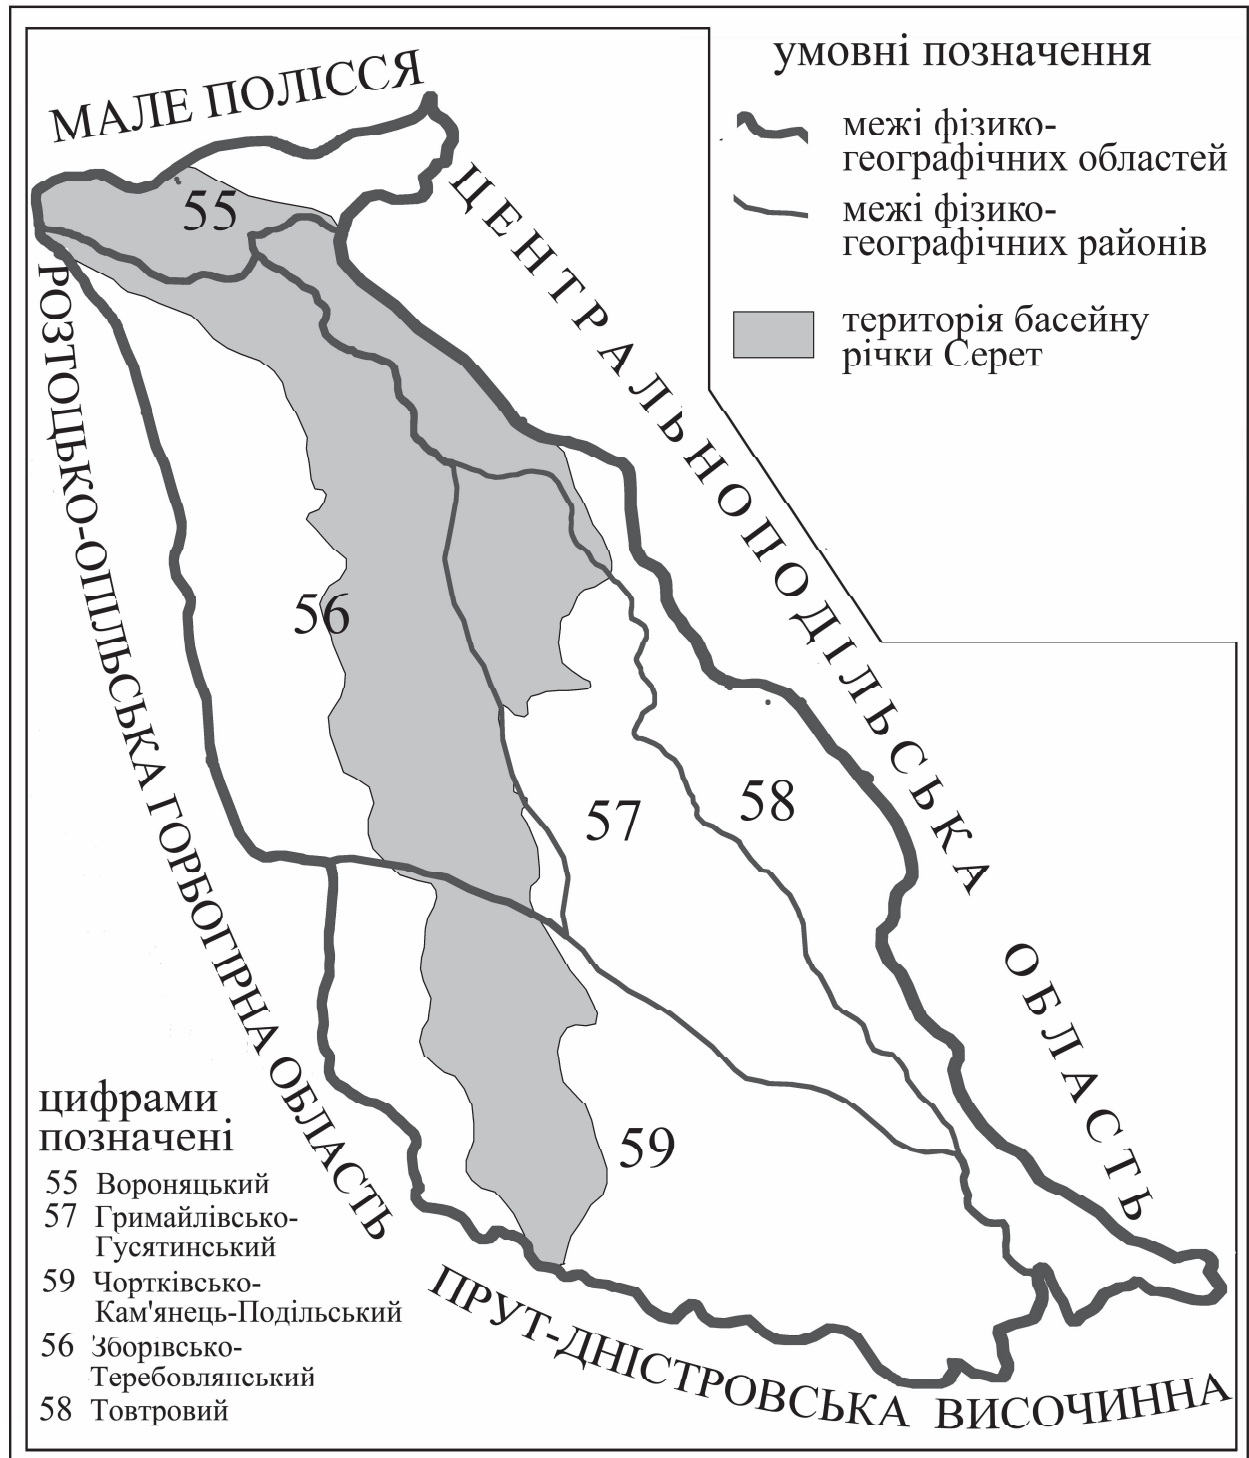 умовні позначення
межі фізико-
географічних областей
межі фізико-
географічних районів
територія басейну
річки Серет
МАЛЕ ПОЛІССЯ
ЦЕНТРАЛЬНОПОДІЛЬСЬКА ОБЛАСТЬ
РОЗТОЦЬКО-ОПІЛЬСЬКА ГОРБОГІРНА ОБЛАСТЬ
ПРУТ-ДНІСТРОВСЬКА ВИСОЧИННА
55
56
57
58
59
цифрами
позначені
55 Вороняцький
57 Гримайлівсько-
Гусятинський
59 Чортківсько-
Кам'янець-Подільський
56 Зборівсько-
Теребовлянський
58 Товтровий